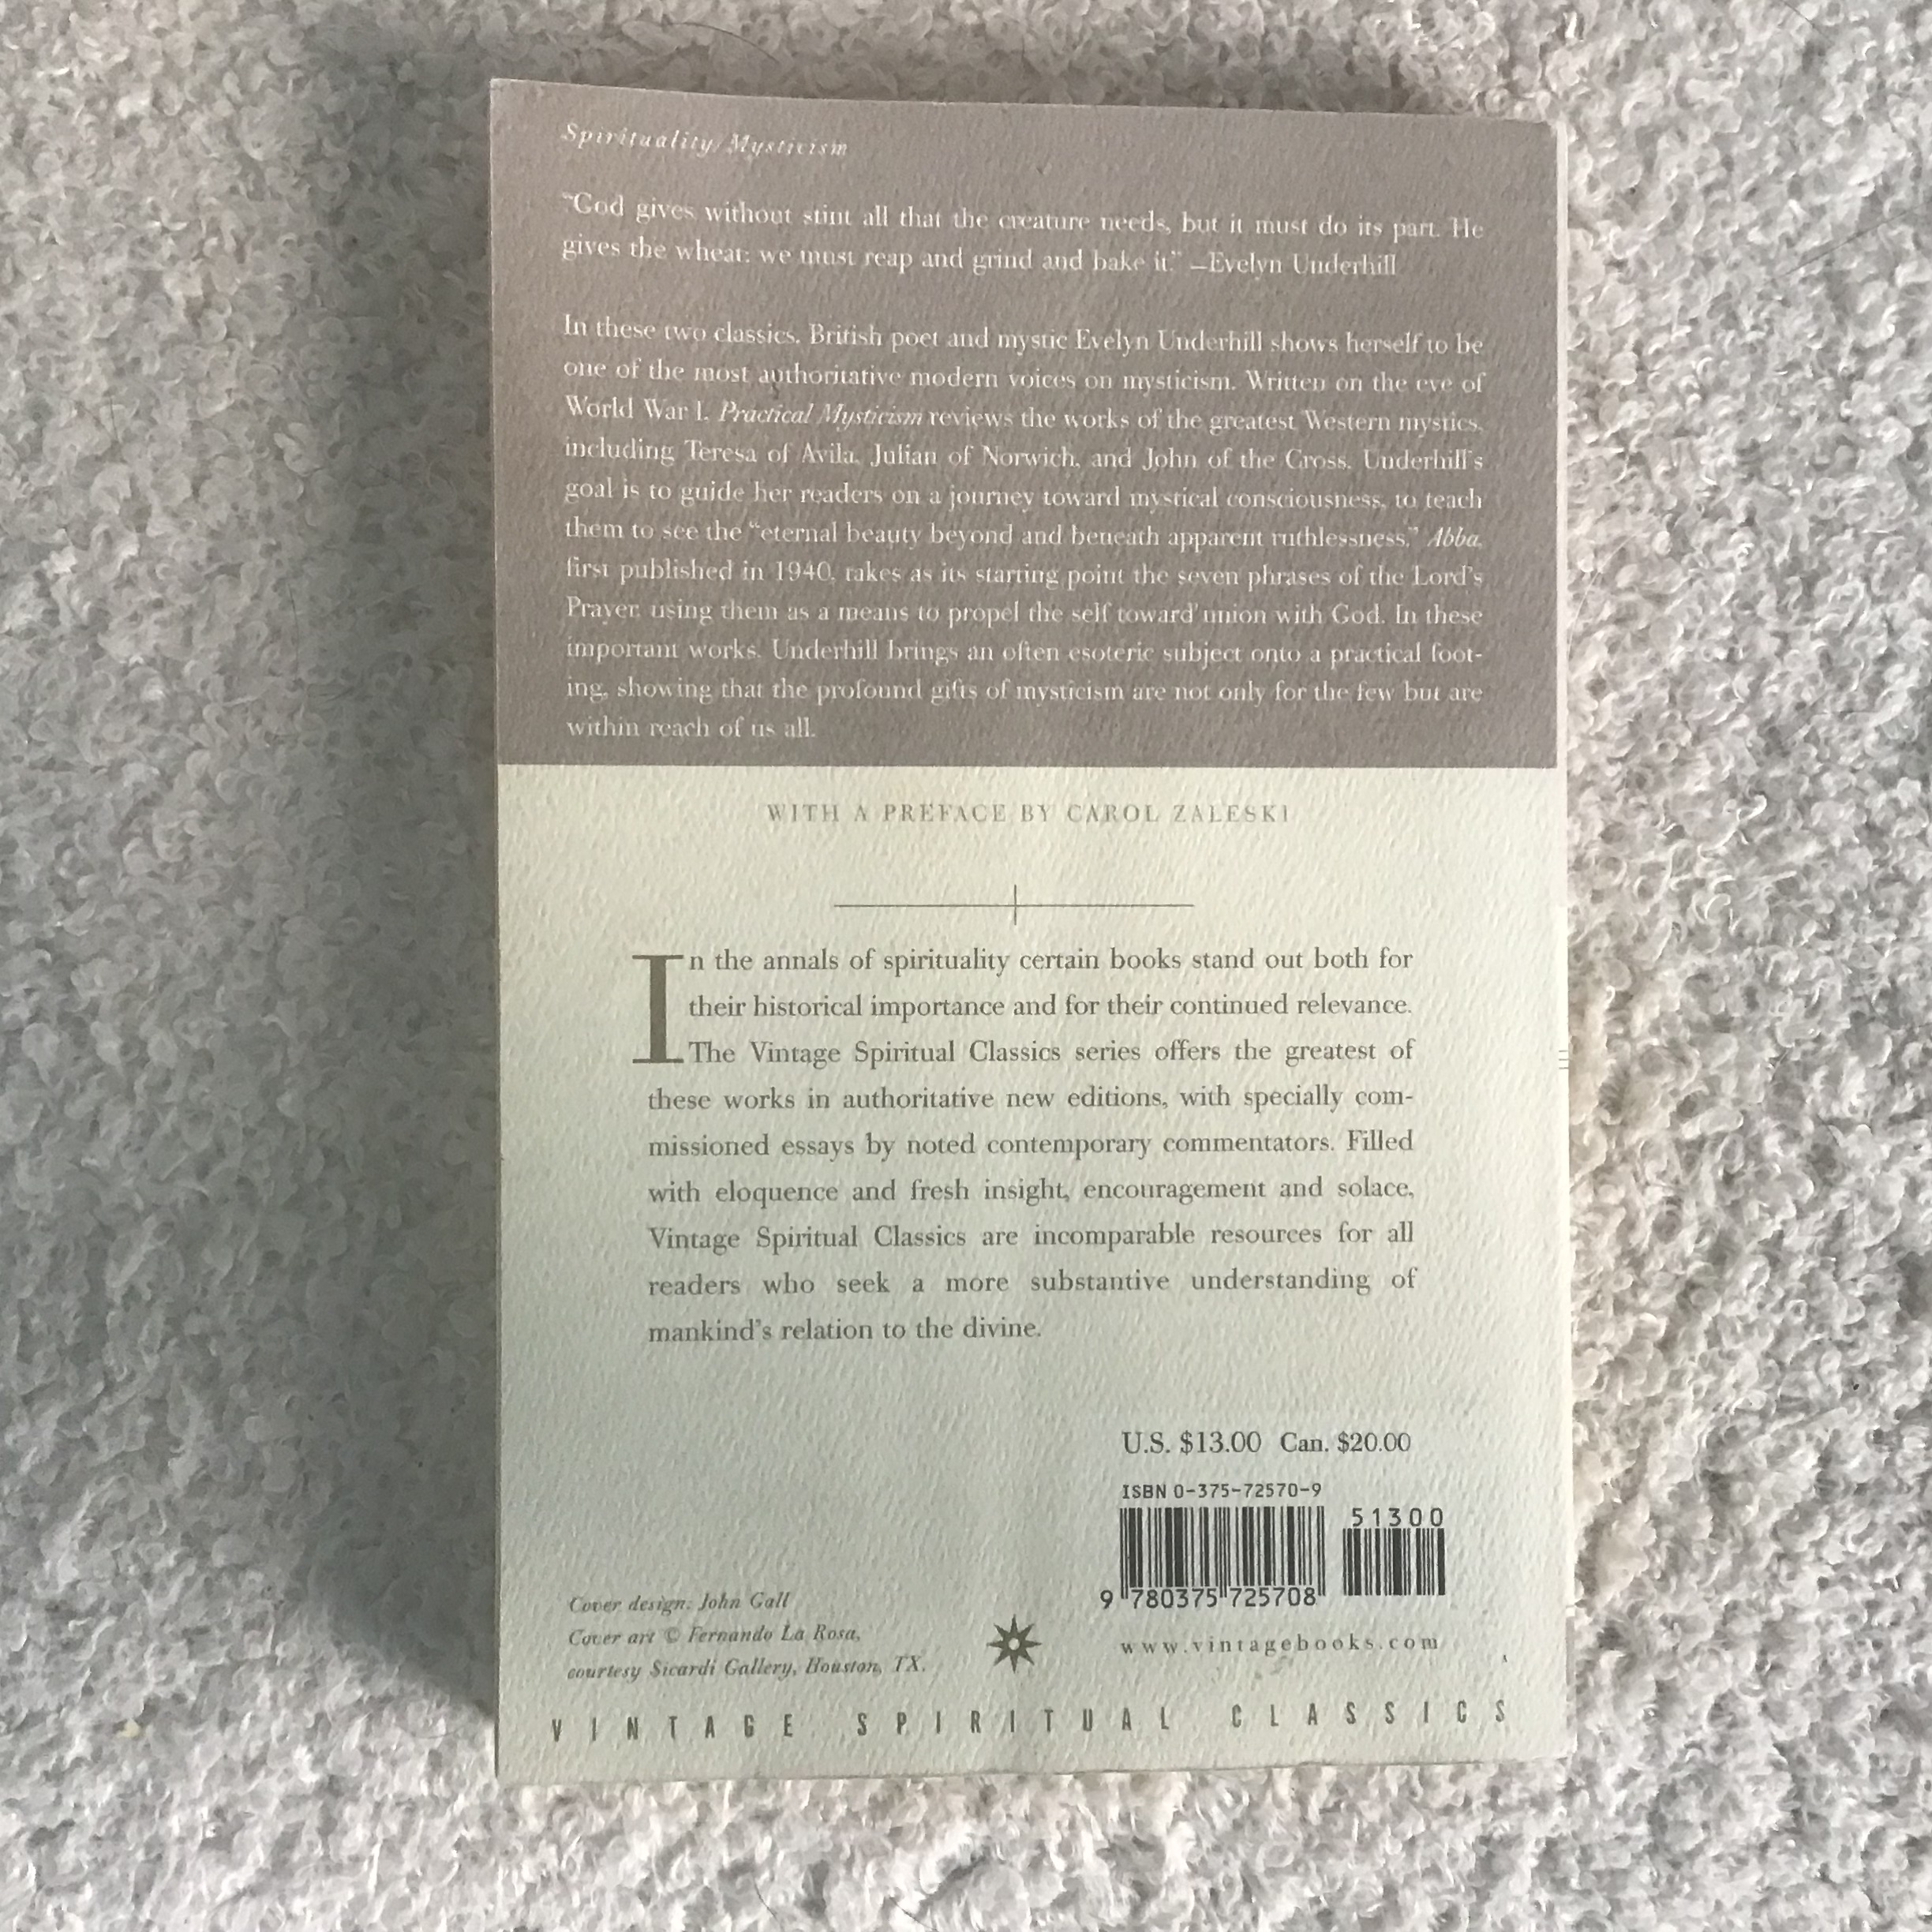 Spirituality/Mysticism
“God gives without stint all that the creature needs, but it must do its part. He
gives the wheat: we must reap and grind and bake it.” –Evelyn Underhill
In these two classics, British poet and mystic Evelyn Underhill shows herself to be
one of the most authoritative modern voices on mysticism. Written on the eve of
World War I, Practical Mysticism reviews the works of the greatest Western mystics,
including Teresa of Avila, Julian of Norwich, and John of the Cross. Underhill's
goal is to guide her readers on a journey toward mystical consciousness, to teach
them to see the “eternal beauty beyond and beneath apparent ruthlessness.” Abba,
first published in 1940, takes as its starting point the seven phrases of the Lord's
Prayer, using them as a means to propel the self toward union with God. In these
important works, Underhill brings an often esoteric subject onto a practical foot-
ing, showing that the profound gifts of mysticism are not only for the few but are
within reach of us all.
WITH A PREFACE BY CAROL ZALESKI
In the annals of spirituality certain books stand out both for
their historical importance and for their continued relevance.
The Vintage Spiritual Classics series offers the greatest of
these works in authoritative new editions, with specially com-
missioned essays by noted contemporary commentators. Filled
with eloquence and fresh insight, encouragement and solace,
Vintage Spiritual Classics are incomparable resources for all
readers who seek a more substantive understanding of
mankind's relation to the divine.
U.S. $13.00 Can. $20.00
ISBN 0-375-72570-9
51300
9 780375 725708
Cover design: John Gall
Cover art © Fernando La Rosa,
courtesy Sicardi Gallery, Houston, TX.
www.vintagebooks.com
VINTAGE SPIRITUAL CLASSICS